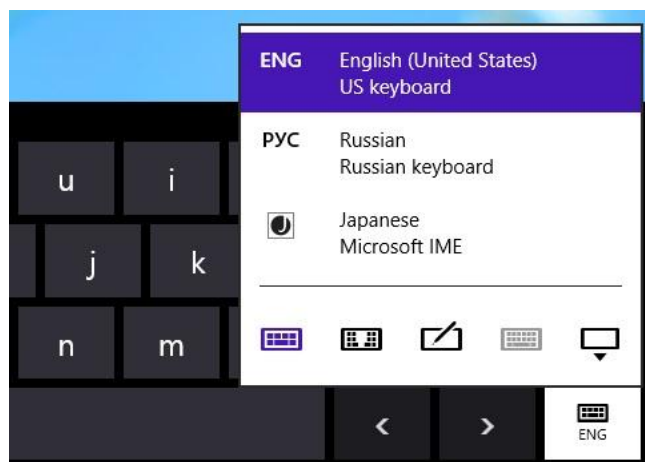 ENG English (United States)
US keyboard
РУС Russian
Russian keyboard
Japanese
Microsoft IME
u i
j k
n m
< >
ENG